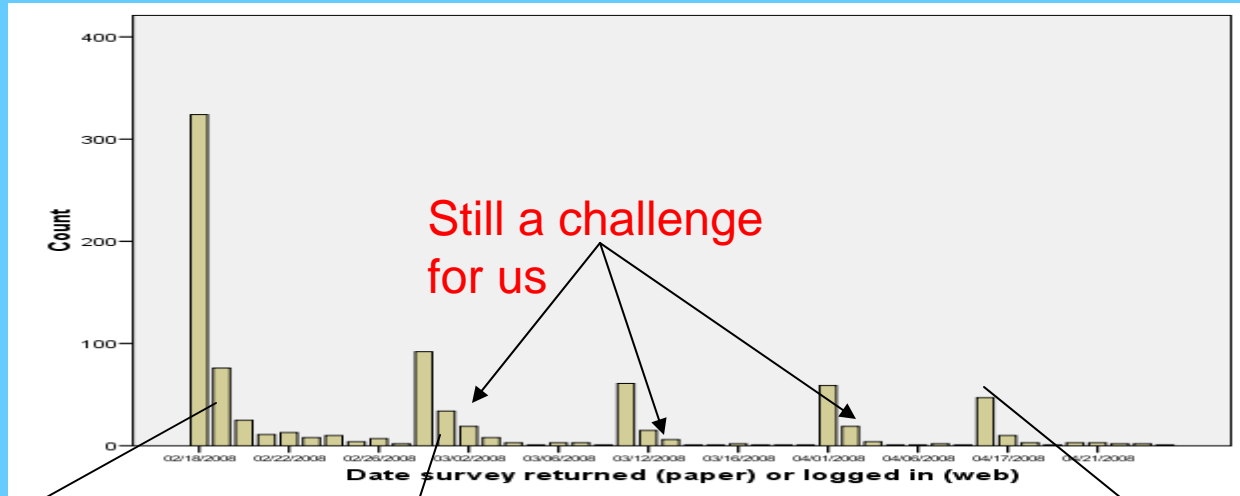 400
300
Still a challenge
200
for us
100
0
Count
02/18/2008 02/22/2008 02/26/2008 03/02/2008 03/06/2008 03/12/2008 03/16/2008 04/01/2008 04/06/2008 04/17/2008 04/21/2008
Date survey returned (paper) or logged in (web)